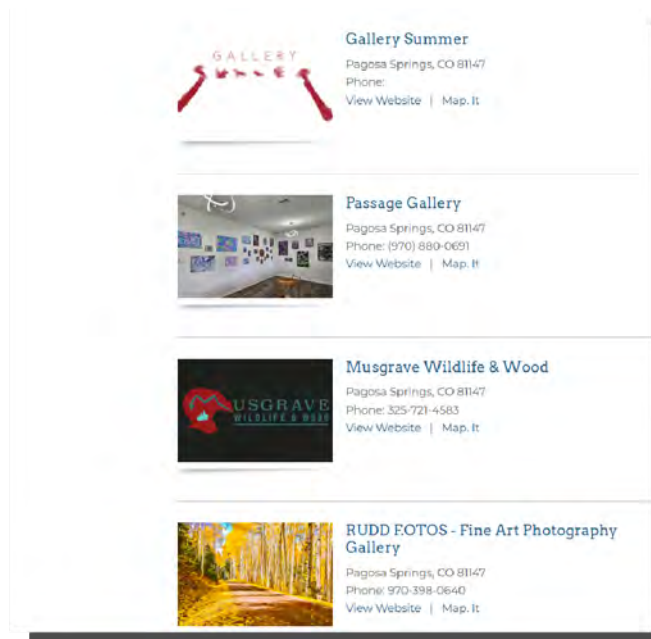 GALLERY
SUMMER
Gallery Summer
Pagosa Springs, CO 81147
Phone:
View Website | Map. It
Passage Gallery
Pagosa Springs, CO 81147
Phone: (970) 880-0691
View Website | Map. It
USGRAVE
WILDLIFE & WOOD
Musgrave Wildlife & Wood
Pagosa Springs, CO 81147
Phone: 325-721-4583
View Website | Map. It
RUDD F.OTOS - Fine Art Photography
Gallery
Pagosa Springs, CO 81147
Phone: 970-398-0640
View Website | Map. It